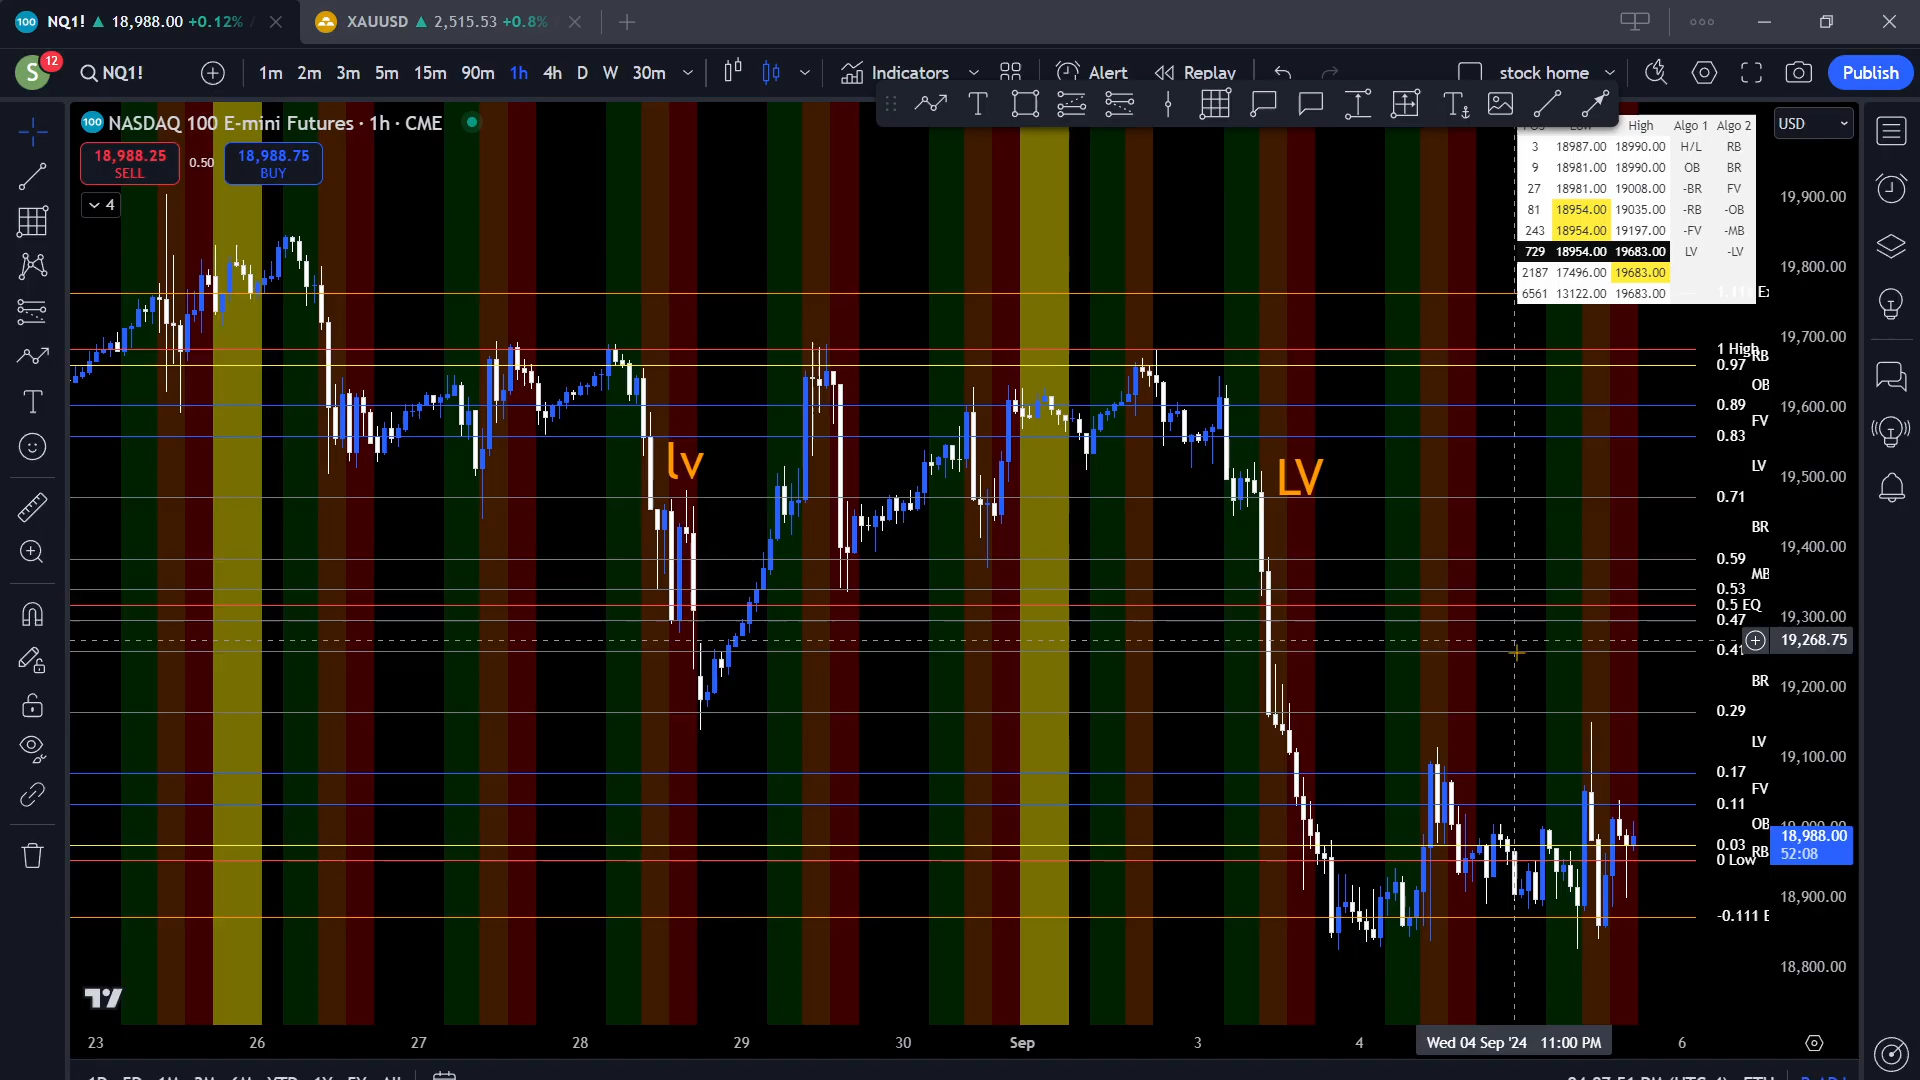 100 NQ1! ▲ 18,988.00 +0.12%
XAUUSD ▲ 2,515.53 +0.8%
S 12 NQ1! 1m 2m 3m 5m 15m 90m 1h 4h D W 30m Indicators Alert Replay stock home Publish
100 NASDAQ 100 E-mini Futures · 1h · CME
USD
18,988.25 SELL 0.50 18,988.75 BUY
4
High Algo 1 Algo 2
3 18987.00 18990.00 H/L RB
9 18981.00 18990.00 OB BR
27 18981.00 19008.00 -BR FV
81 18954.00 19035.00 -RB -OB
243 18954.00 19197.00 -FV -MB
729 18954.00 19683.00 LV -LV
2187 17496.00 19683.00
6561 13122.00 19683.00
19,900.00
19,800.00
19,700.00
19,600.00
19,500.00
19,400.00
19,300.00
19,268.75
19,200.00
19,100.00
18,988.00
52:08
18,900.00
18,800.00
1 High
RB
0.97
OB
0.89
FV
0.83
LV
0.71
BR
0.59
MB
0.53
0.5 EQ
0.47
0.41
BR
0.29
LV
0.17
FV
0.11
OB
0.03
RB
0 Low
-0.111 E
lv
LV
23 26 27 28 29 30 Sep 3 4 Wed 04 Sep '24 11:00 PM 6